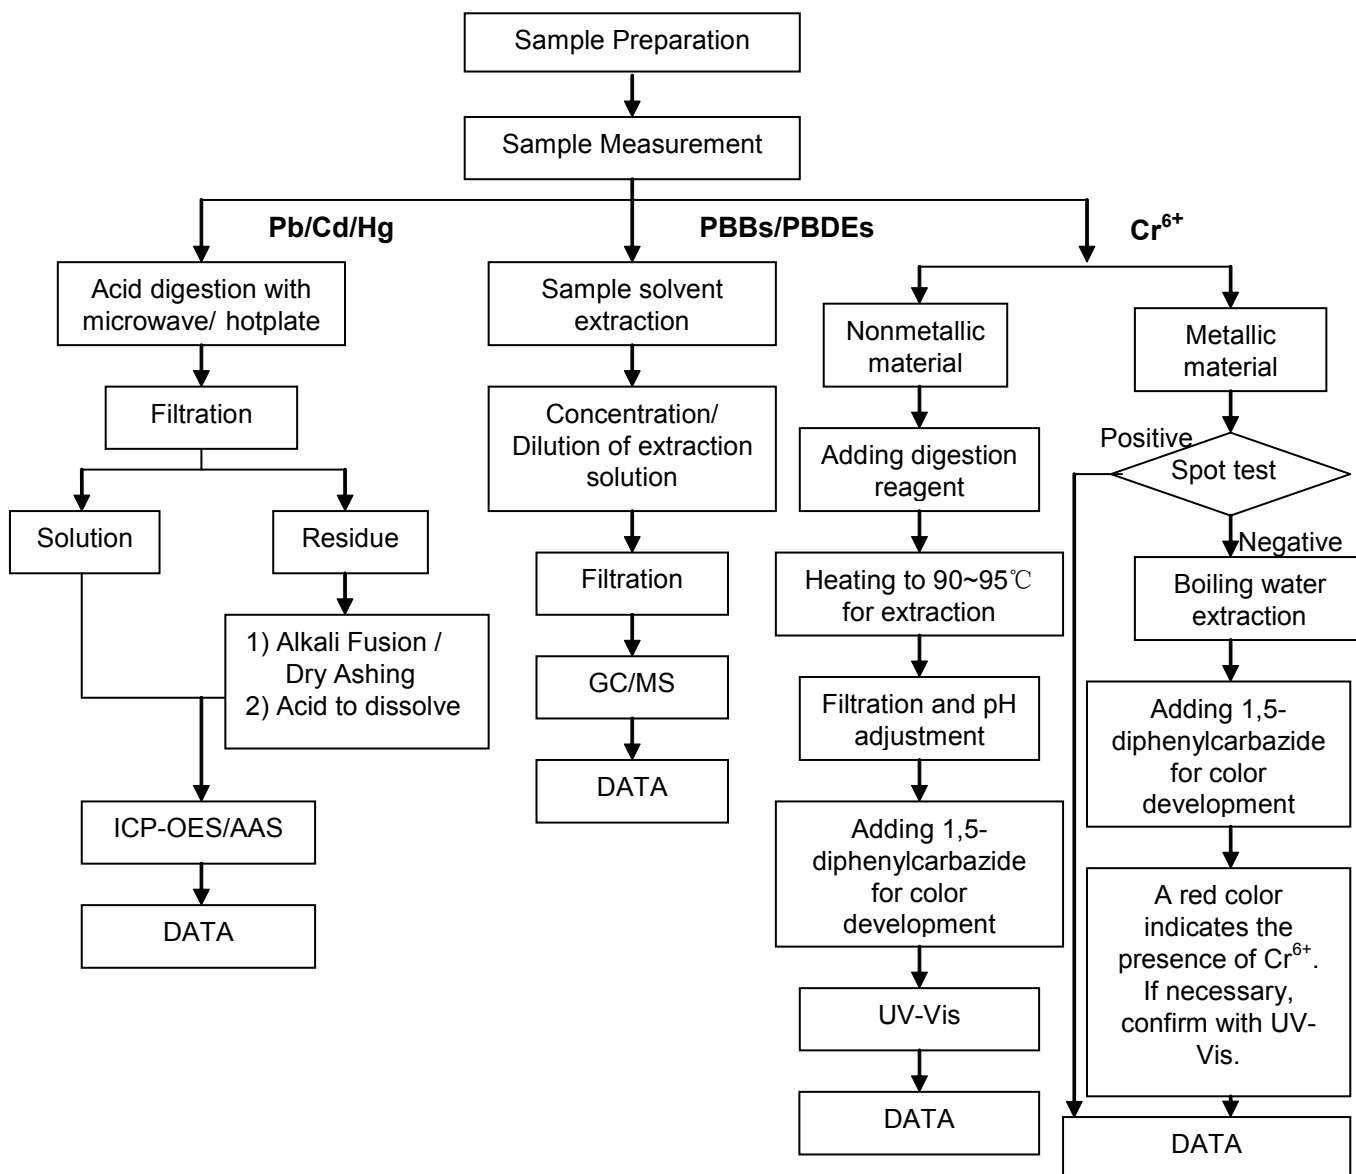 Sample Preparation
Sample Measurement
Pb/Cd/Hg
PBBs/PBDEs
Cr⁶⁺
Acid digestion with
microwave/ hotplate
Filtration
Solution
Residue
1) Alkali Fusion /
Dry Ashing
2) Acid to dissolve
ICP-OES/AAS
DATA
Sample solvent
extraction
Concentration/
Dilution of extraction
solution
Filtration
GC/MS
DATA
Nonmetallic
material
Adding digestion
reagent
Heating to 90~95℃
for extraction
Filtration and pH
adjustment
Adding 1,5-
diphenylcarbazide
for color
development
UV-Vis
DATA
Metallic
material
Positive
Spot test
Negative
Boiling water
extraction
Adding 1,5-
diphenylcarbazide
for color
development
A red color
indicates the
presence of Cr⁶⁺.
If necessary,
confirm with UV-
Vis.
DATA